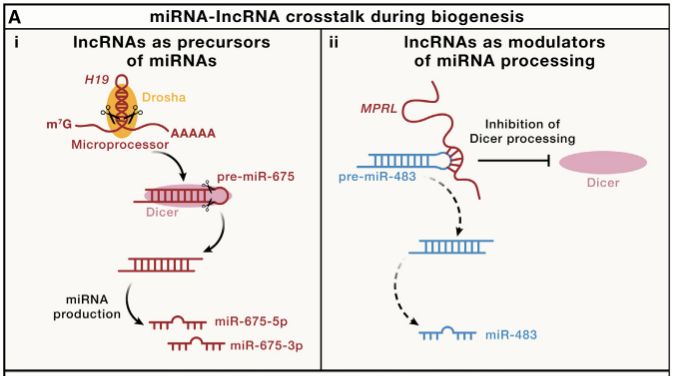 A
miRNA-lncRNA crosstalk during biogenesis
i
lncRNAs as precursors
of miRNAs
H19
Drosha
m⁷G
AAAAA
Microprocessor
pre-miR-675
Dicer
miRNA
production
miR-675-5p
miR-675-3p
ii
lncRNAs as modulators
of miRNA processing
MPRL
Inhibition of
Dicer processing
pre-miR-483
Dicer
miR-483